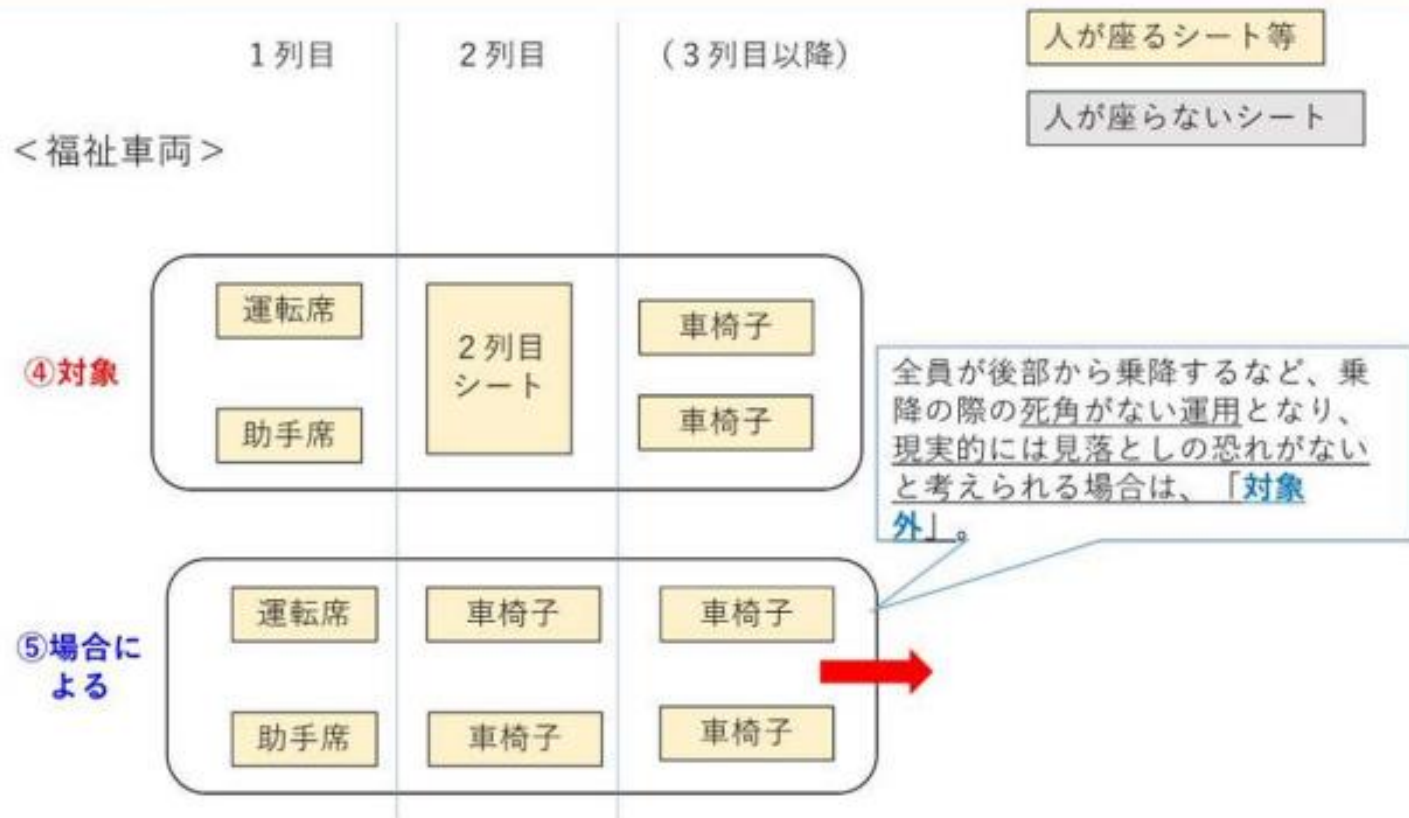 1列目
2列目
（3列目以降）
人が座るシート等
人が座らないシート
＜福祉車両＞
④対象
運転席
助手席
2列目
シート
車椅子
車椅子
全員が後部から乗降するなど、乗
降の際の死角がない運用となり、
現実的には見落としの恐れがない
と考えられる場合は、「対象
外」。
⑤場合に
よる
運転席
車椅子
車椅子
助手席
車椅子
車椅子